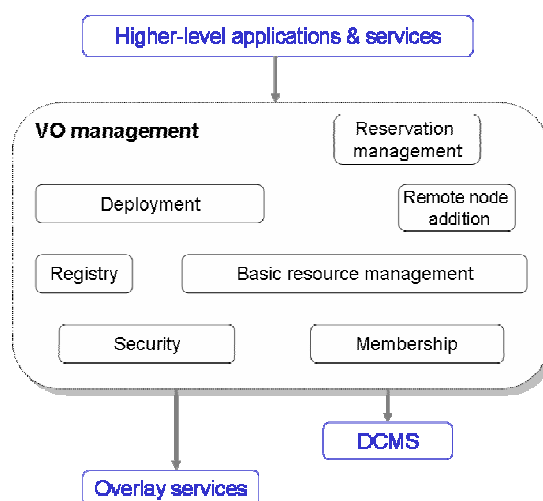 Higher-level applications & services
VO management
Reservation
management
Deployment
Remote node
addition
Registry
Basic resource management
Security
Membership
DCMS
Overlay services